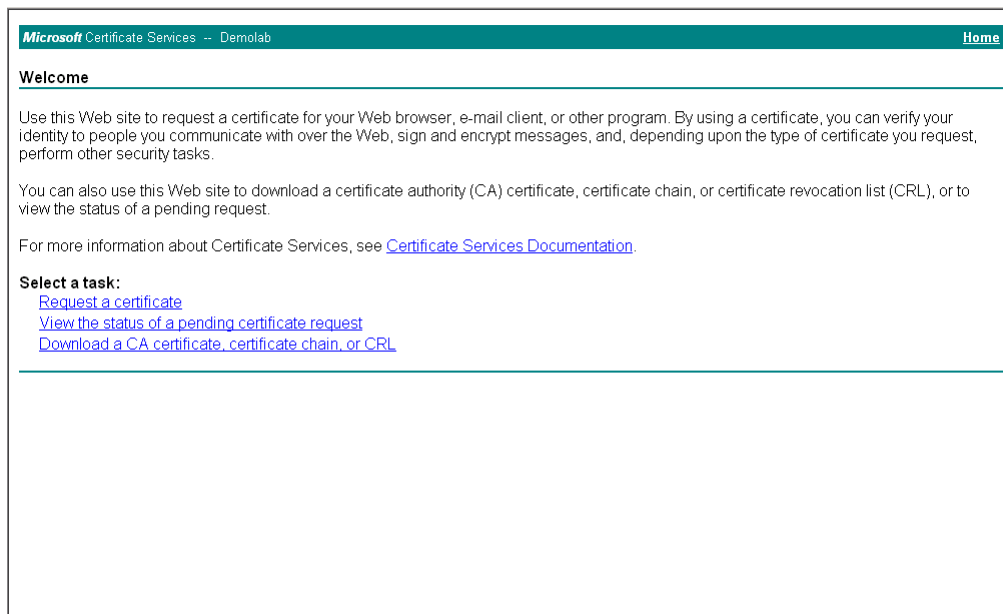 Microsoft Certificate Services -- Demolab Home
Welcome
Use this Web site to request a certificate for your Web browser, e-mail client, or other program. By using a certificate, you can verify your
identity to people you communicate with over the Web, sign and encrypt messages, and, depending upon the type of certificate you request,
perform other security tasks.
You can also use this Web site to download a certificate authority (CA) certificate, certificate chain, or certificate revocation list (CRL), or to
view the status of a pending request.
For more information about Certificate Services, see Certificate Services Documentation.
Select a task:
Request a certificate
View the status of a pending certificate request
Download a CA certificate, certificate chain, or CRL